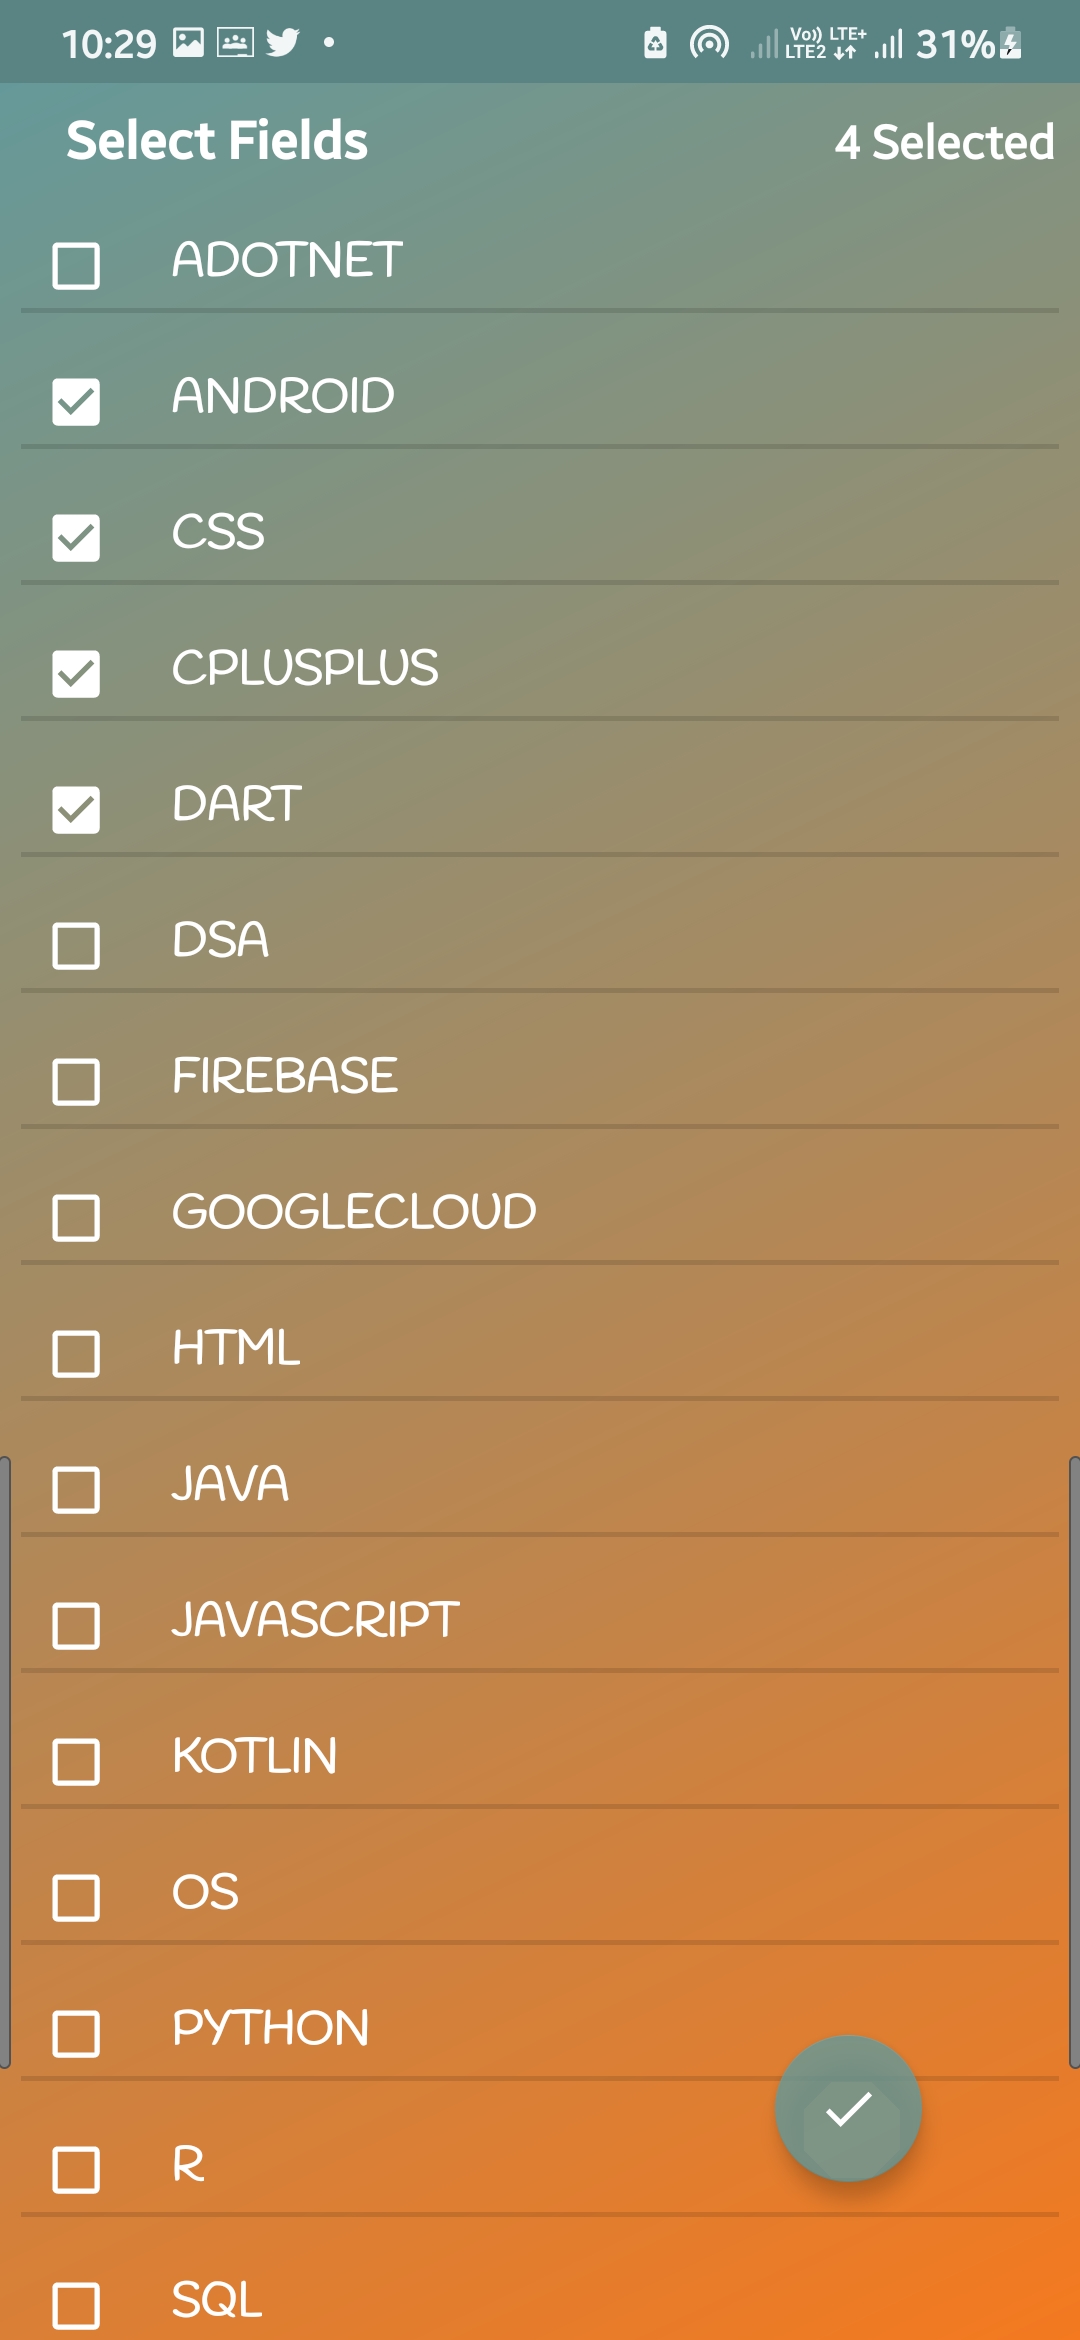 10:29 Vo)) LTE+ 31%
LTE2
Select Fields 4 Selected
ADOTNET
ANDROID
CSS
CPLUSPLUS
DART
DSA
FIREBASE
GOOGLECLOUD
HTML
JAVA
JAVASCRIPT
KOTLIN
OS
PYTHON
R
SQL